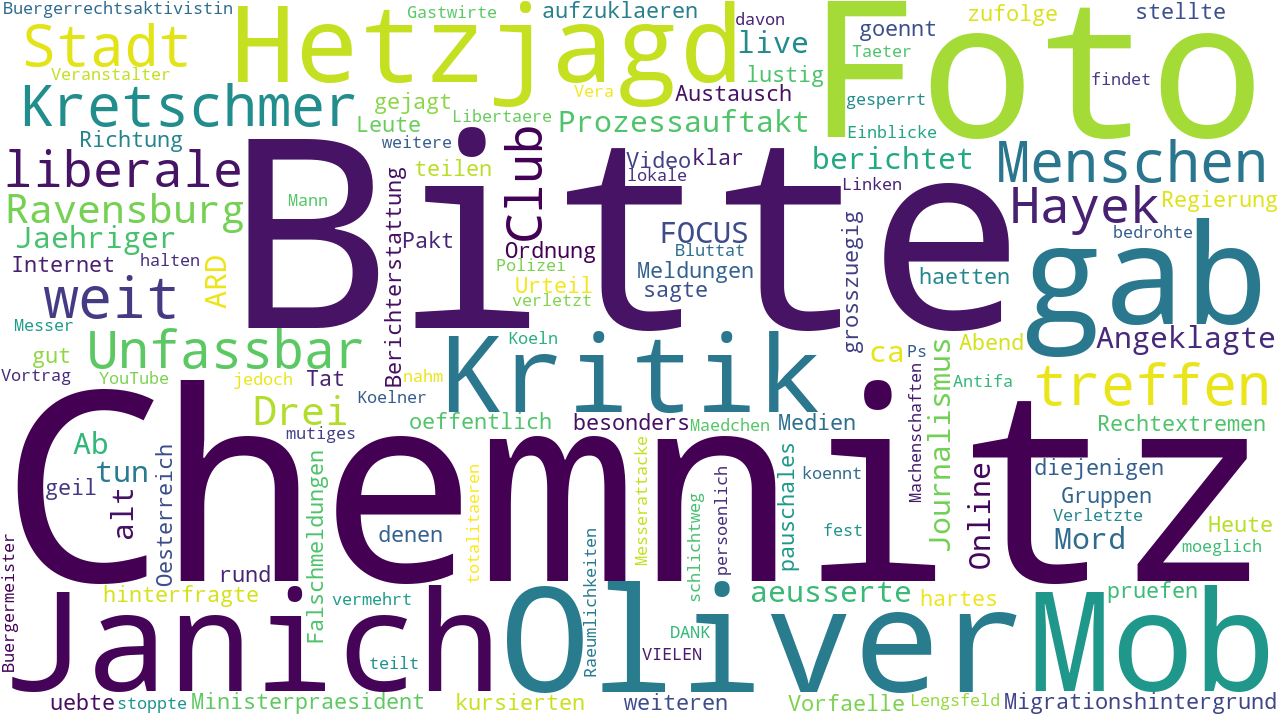 Buergerrechtsaktivistin
Gastwirte
aufzuklaeren
davon
zufolge
stellte
Stadt
Hetzjagd
live
Foto
goennt
Veranstalter
lustig
Taeter
findet
Kretschmer
gejagt
Vera
Austausch
gesperrt
Leute
Libertaere
Prozessauftakt
Richtung
weitere
Club
Einblicke
liberale
Bitte
teilen
Video
klar
berichtet
Menschen
lokale
Linken
Mann
Berichterstattung
Hayek
Regierung
Ravensburg
Pakt
FOCUS
grosszuegig
bedrohte
Jaehriger
Ordnung
Bluttat
gab
Internet
halten
ARD
Polizei
Meldungen
haetten
weit
Urteil
sagte
verletzt
Messer
Unfassbar
Koeln
Kritik
Angeklagte
gut
Abend
ca
Ps
Journalismus
Vortrag
YouTube
jedoch
Tat
nahm
Antifa
treffen
Koelner
Machenschaften
Drei
oeffentlich
besonders
Maedchen
Medien
Rechtextremen
mutiges
Ab
Chemnitz
tun
Oesterreich
Falschmeldungen
totalitaeren
Messerattacke
schlichtweg
persoenlich
pauschales
koennt
Online
diejenigen
geil
alt
Gruppen
denen
fest
Verletzte
Heute
Mord
moeglich
Buergermeister
rund
Raeumlichkeiten
hinterfragte
vermehrt
Janich
Oliver
aeusserte
hartes
Mob
pruefen
DANK
VIELEN
teilt
uebte
stoppte
Ministerpraesident
kursierten
weiteren
Vorfaelle
Lengsfeld
Migrationshintergrund